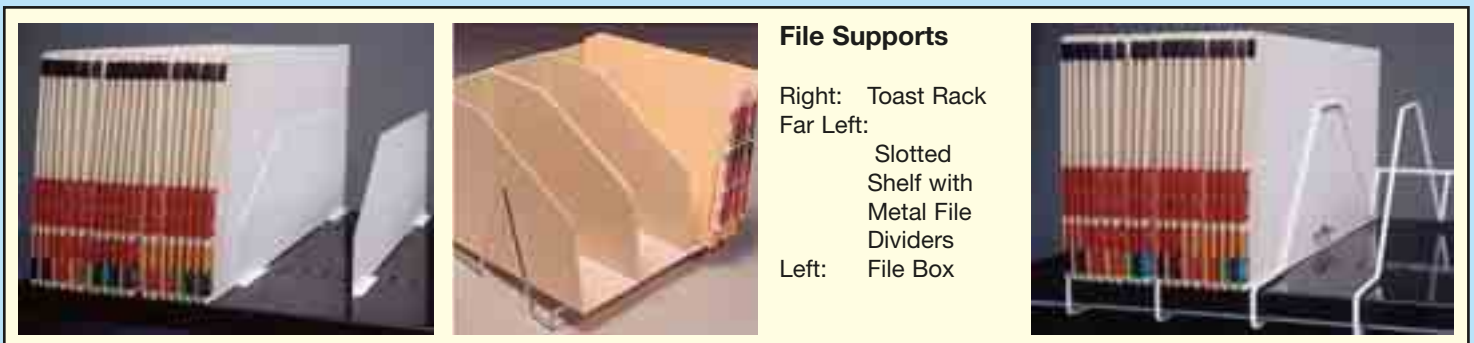 File Supports
Right: Toast Rack
Far Left:
Slotted
Shelf with
Metal File
Dividers
Left: File Box